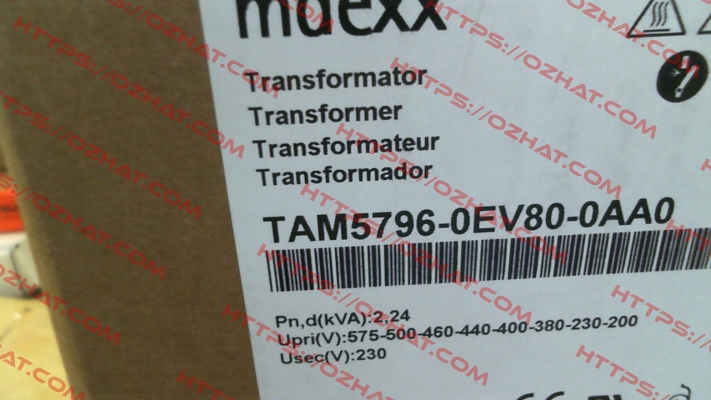 mdexx
Transformator
Transformer
Transformateur
Transformador
TAM5796-0EV80-0AA0
Pn,d(kVA):2,24
Upri(V):575-500-460-440-400-380-230-200
Usec(V):230
HTTPS://OZHAT.COM